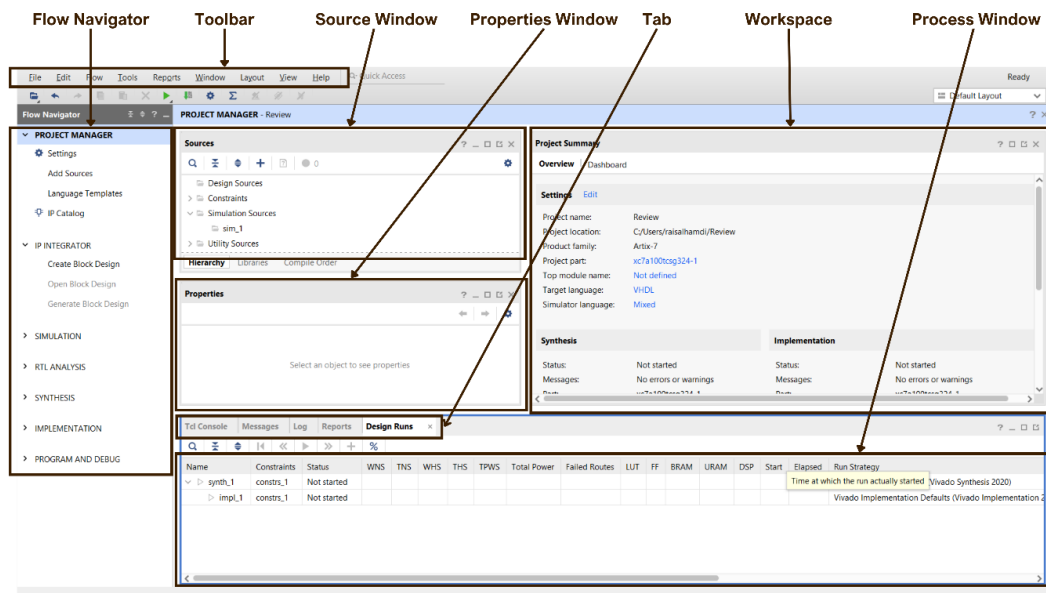 Flow Navigator Toolbar Source Window Properties Window Tab Workspace Process Window
File Edit Flow Tools Reports Window Layout View Help Quick Access Ready
Default Layout
Flow Navigator ? _
PROJECT MANAGER - Review ? ×
PROJECT MANAGER
Settings
Add Sources
Language Templates
IP Catalog
IP INTEGRATOR
Create Block Design
Open Block Design
Generate Block Design
SIMULATION
RTL ANALYSIS
SYNTHESIS
IMPLEMENTATION
PROGRAM AND DEBUG
Sources
0
Design Sources
Constraints
Simulation Sources
sim_1
Utility Sources
Hierarchy Libraries Compile Order
Properties
Select an object to see properties
Project Summary
Overview Dashboard
Settings Edit
Project name: Review
Project location: C:/Users/raisalhamdi/Review
Product family: Artix-7
Project part: xc7a100tcsg324-1
Top module name: Not defined
Target language: VHDL
Simulator language: Mixed
Synthesis Implementation
Status: Not started Status: Not started
Messages: No errors or warnings Messages: No errors or warnings
Part: xc7a100tcsg324-1 Part: xc7a100tcsg324-1
Tcl Console Messages Log Reports Design Runs ×
Name Constraints Status WNS TNS WHS THS TPWS Total Power Failed Routes LUT FF BRAM URAM DSP Start Elapsed Run Strategy
synth_1 constrs_1 Not started (Vivado Synthesis 2020)
Time at which the run actually started
impl_1 constrs_1 Not started Vivado Implementation Defaults (Vivado Implementation 2